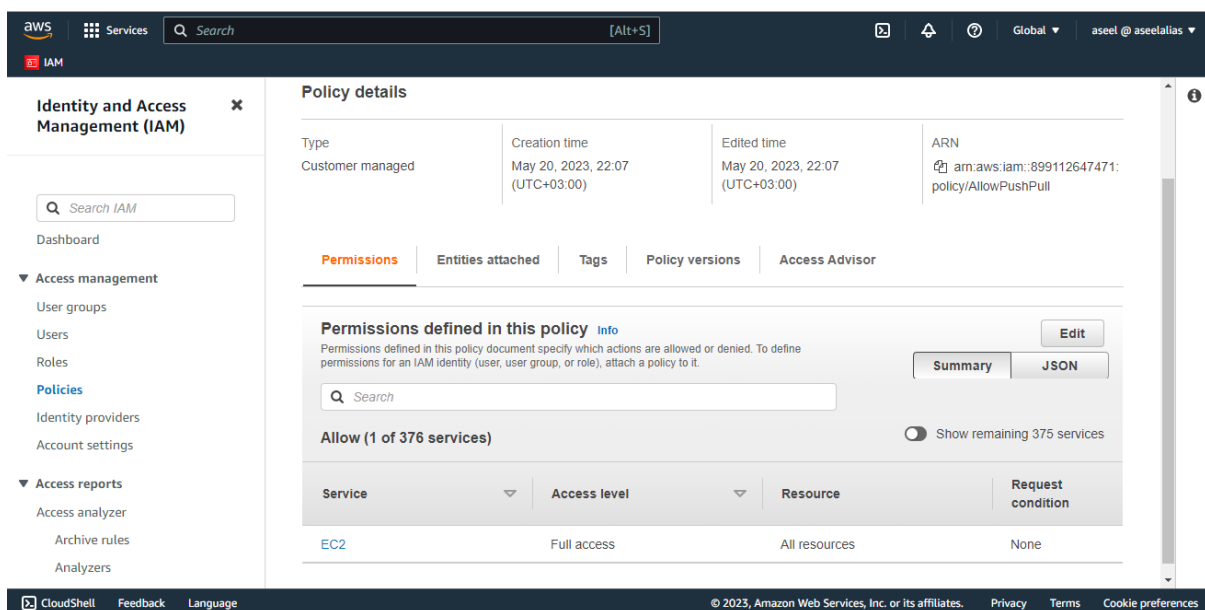 aws
Services
Search
[Alt+S]
Global
aseel @ aseelalias
IAM
Identity and Access
Management (IAM)
Search IAM
Dashboard
Access management
User groups
Users
Roles
Policies
Identity providers
Account settings
Access reports
Access analyzer
Archive rules
Analyzers
Policy details
Type
Customer managed
Creation time
May 20, 2023, 22:07
(UTC+03:00)
Edited time
May 20, 2023, 22:07
(UTC+03:00)
ARN
arn:aws:iam::899112647471:
policy/AllowPushPull
Permissions
Entities attached
Tags
Policy versions
Access Advisor
Permissions defined in this policy Info
Permissions defined in this policy document specify which actions are allowed or denied. To define
permissions for an IAM identity (user, user group, or role), attach a policy to it.
Edit
Summary
JSON
Search
Allow (1 of 376 services)
Show remaining 375 services
Service
Access level
Resource
Request
condition
EC2
Full access
All resources
None
CloudShell
Feedback
Language
© 2023, Amazon Web Services, Inc. or its affiliates.
Privacy
Terms
Cookie preferences